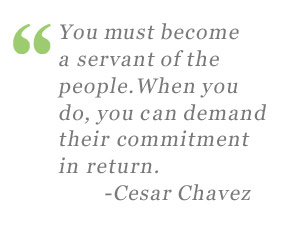 “
You must become
a servant of the
people.When you
do, you can demand
their commitment
in return.
-Cesar Chavez